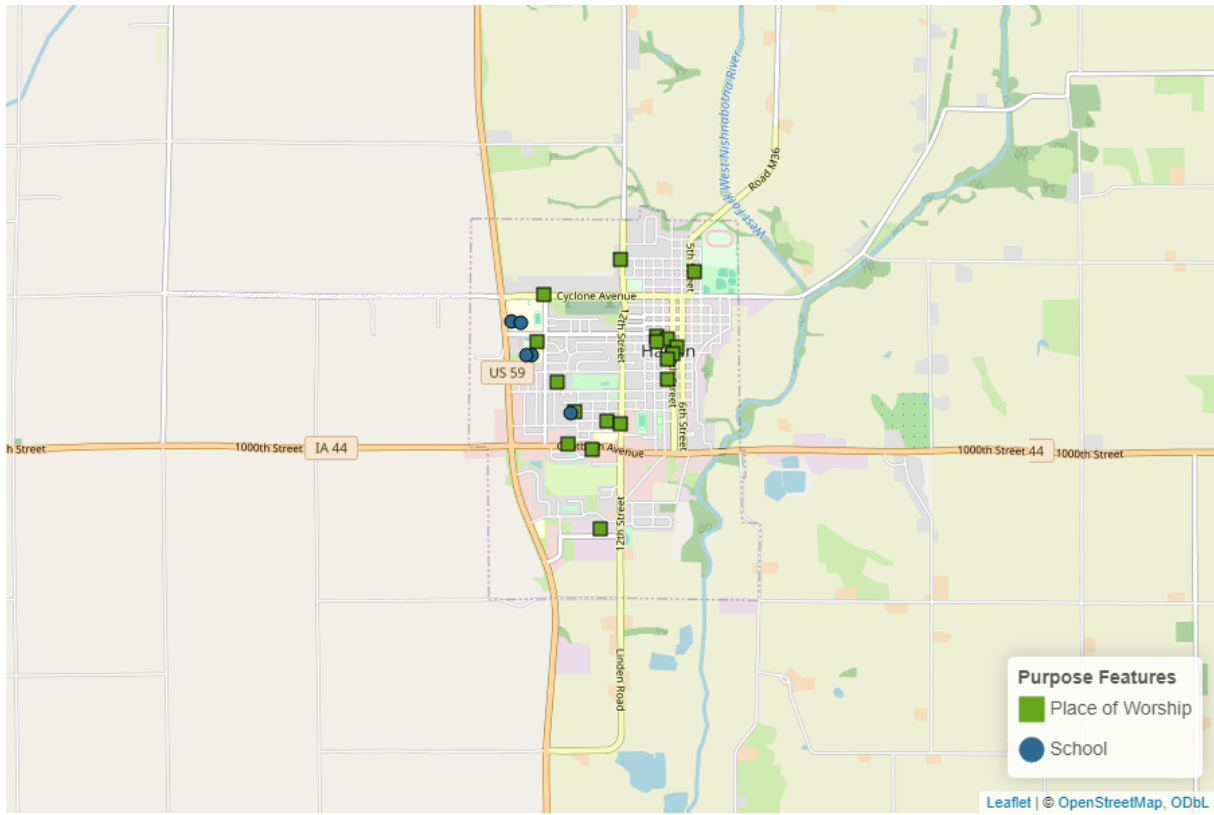 West Fork West Nishnabotna River
Road M36
5th Street
Cyclone Avenue
12th Street
US 59
6th Street
1000th Street
IA 44
Avenue
1000th Street
44
1000th Street
h Street
12th Street
Linden Road
Purpose Features
Place of Worship
School
Leaflet | © OpenStreetMap, ODbL